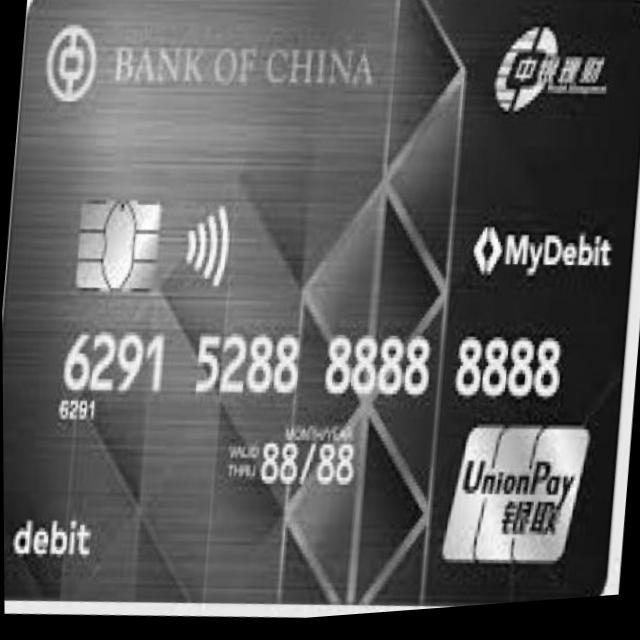 BANK OF CHINA
中銀理财
MyDebit
6291 5288 8888 8888
6291
MONTH/YEAR
VALID THRU 88/88
debit
UnionPay
银联